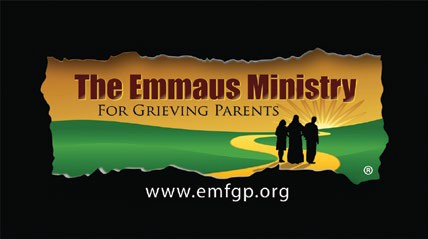 The Emmaus Ministry
FOR GRIEVING PARENTS
®
www.emfgp.org